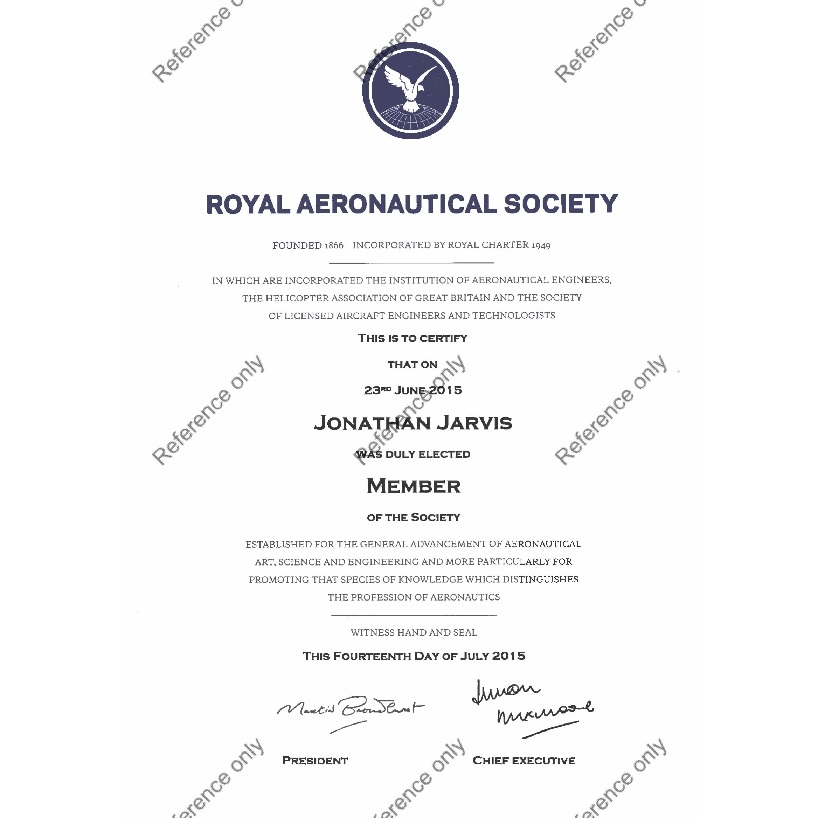 ROYAL AERONAUTICAL SOCIETY
FOUNDED 1866 INCORPORATED BY ROYAL CHARTER 1949
IN WHICH ARE INCORPORATED THE INSTITUTION OF AERONAUTICAL ENGINEERS,
THE HELICOPTER ASSOCIATION OF GREAT BRITAIN AND THE SOCIETY
OF LICENSED AIRCRAFT ENGINEERS AND TECHNOLOGISTS
THIS IS TO CERTIFY
THAT ON
23RD JUNE 2015
JONATHAN JARVIS
WAS DULY ELECTED
MEMBER
OF THE SOCIETY
ESTABLISHED FOR THE GENERAL ADVANCEMENT OF AERONAUTICAL
ART, SCIENCE AND ENGINEERING AND MORE PARTICULARLY FOR
PROMOTING THAT SPECIES OF KNOWLEDGE WHICH DISTINGUISHES
THE PROFESSION OF AERONAUTICS
WITNESS HAND AND SEAL
THIS FOURTEENTH DAY OF JULY 2015
Martin Broadhurst
PRESIDENT
CHIEF EXECUTIVE
Reference only
Reference only
Reference only
Reference only
Reference only
Reference only
Reference only
Reference only
Reference only